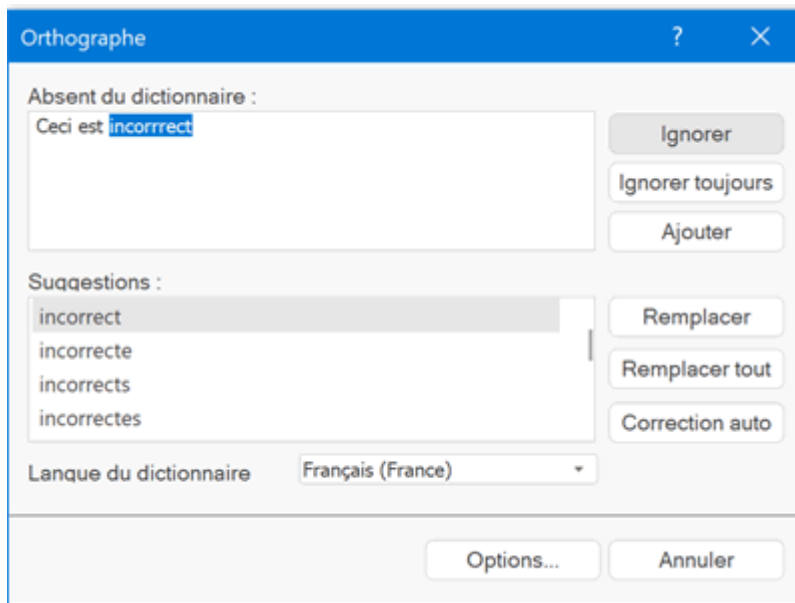 Orthographe ? ×
Absent du dictionnaire :
Ceci est incorrrect
Ignorer
Ignorer toujours
Ajouter
Suggestions :
incorrect
incorrecte
incorrects
incorrectes
Remplacer
Remplacer tout
Correction auto
Langue du dictionnaire Français (France)
Options... Annuler